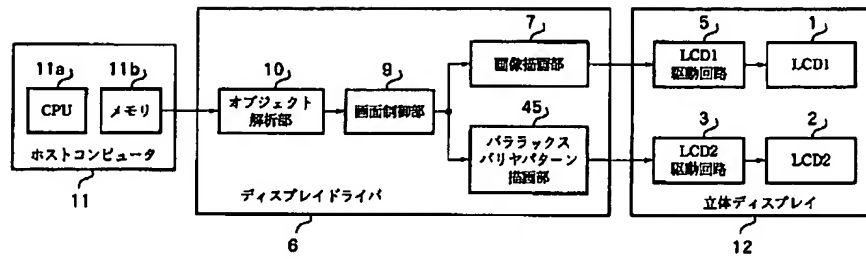 11a
11b
CPU
メモリ
ホストコンピュータ
11
10
オブジェクト
解析部
9
画面制御部
7
画像描画部
45
パララックス
バリヤパターン
描画部
ディスプレイドライバ
6
5
LCD1
駆動回路
1
LCD1
3
LCD2
駆動回路
2
LCD2
立体ディスプレイ
12